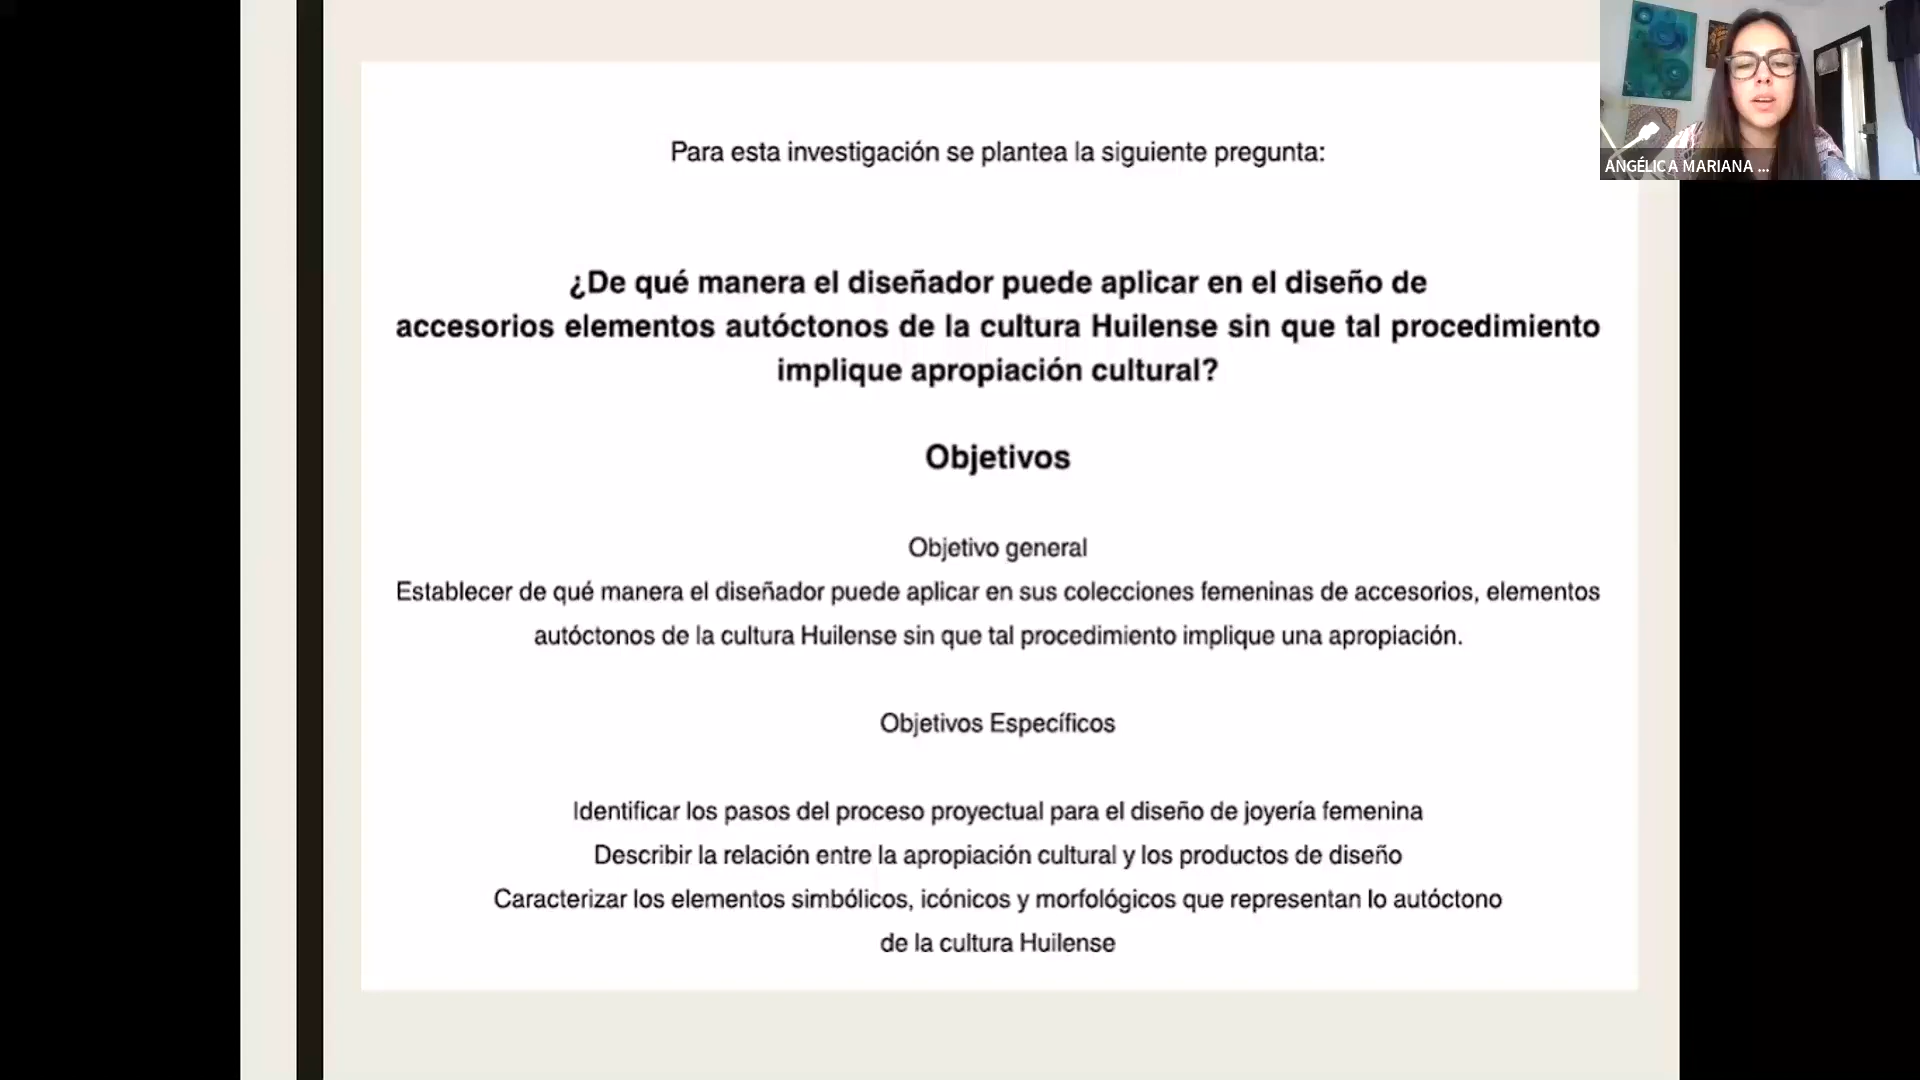 Para esta investigación se plantea la siguiente pregunta:
¿De qué manera el diseñador puede aplicar en el diseño de
accesorios elementos autóctonos de la cultura Huilense sin que tal procedimiento
implique apropiación cultural?
Objetivos
Objetivo general
Establecer de qué manera el diseñador puede aplicar en sus colecciones femeninas de accesorios, elementos
autóctonos de la cultura Huilense sin que tal procedimiento implique una apropiación.
Objetivos Específicos
Identificar los pasos del proceso proyectual para el diseño de joyería femenina
Describir la relación entre la apropiación cultural y los productos de diseño
Caracterizar los elementos simbólicos, icónicos y morfológicos que representan lo autóctono
de la cultura Huilense
ANGÉLICA MARIANA ...